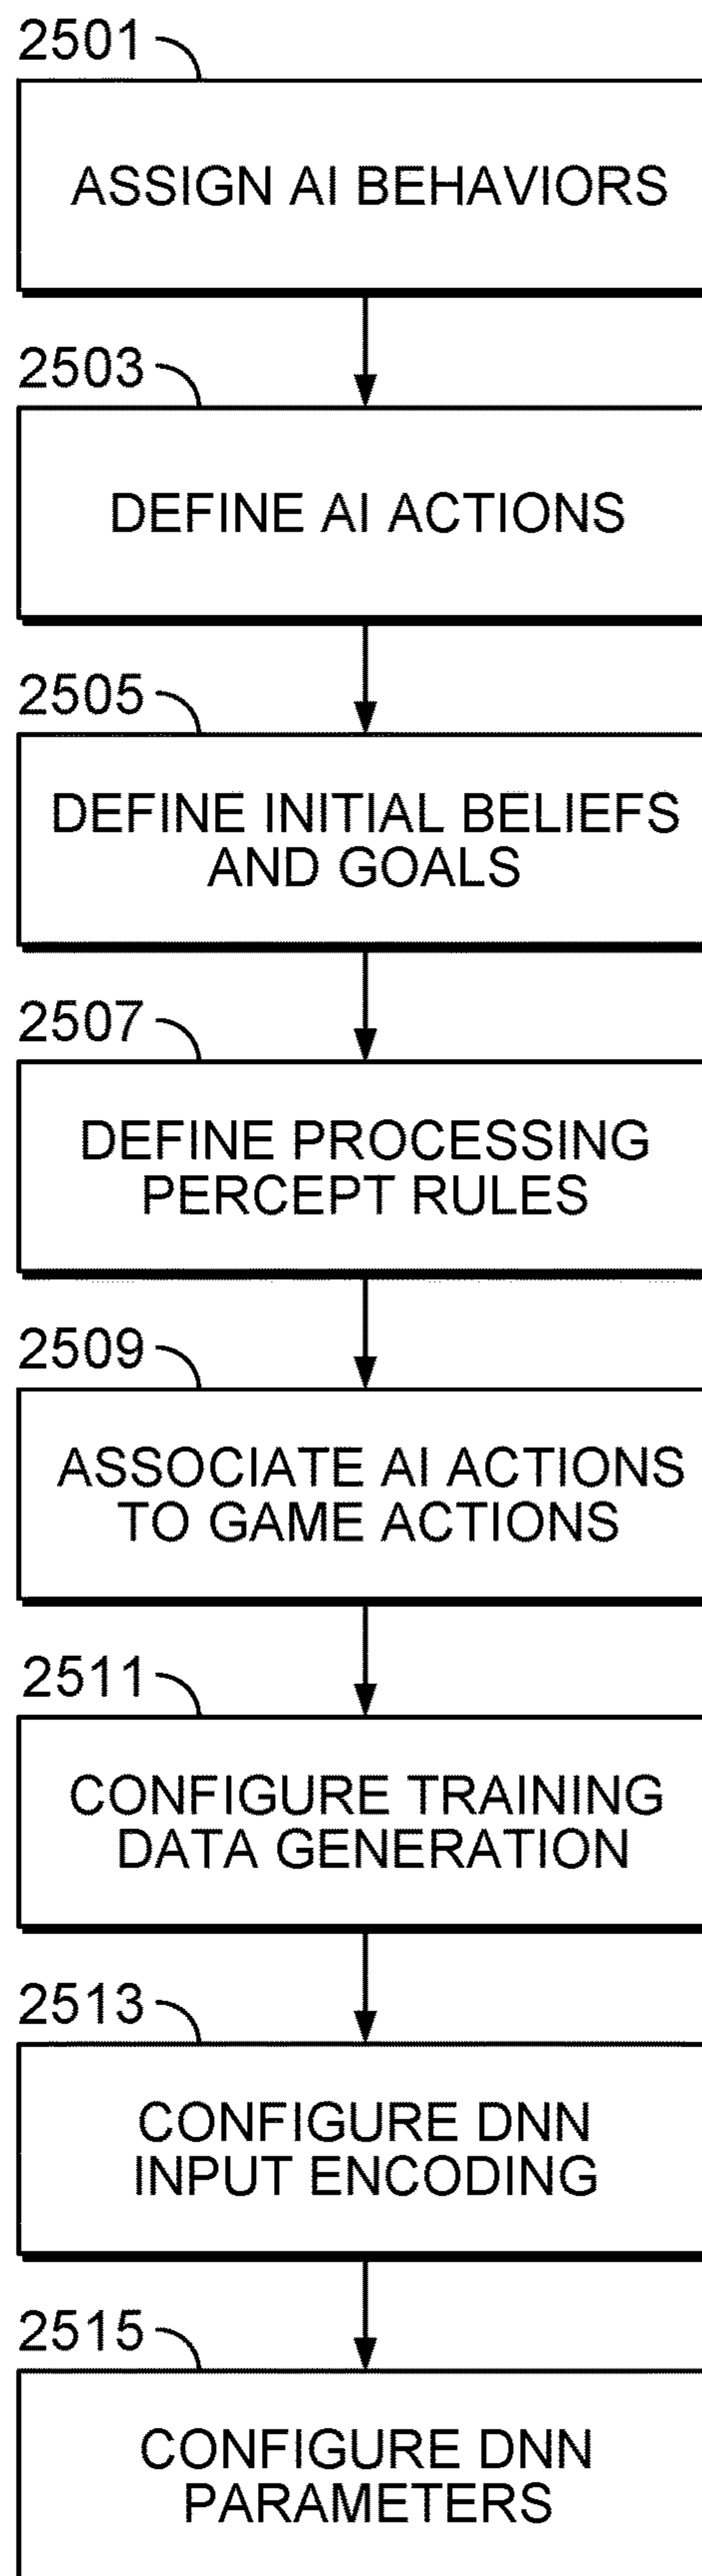 2501
ASSIGN AI BEHAVIORS
2503
DEFINE AI ACTIONS
2505
DEFINE INITIAL BELIEFS
AND GOALS
2507
DEFINE PROCESSING
PERCEPT RULES
2509
ASSOCIATE AI ACTIONS
TO GAME ACTIONS
2511
CONFIGURE TRAINING
DATA GENERATION
2513
CONFIGURE DNN
INPUT ENCODING
2515
CONFIGURE DNN
PARAMETERS